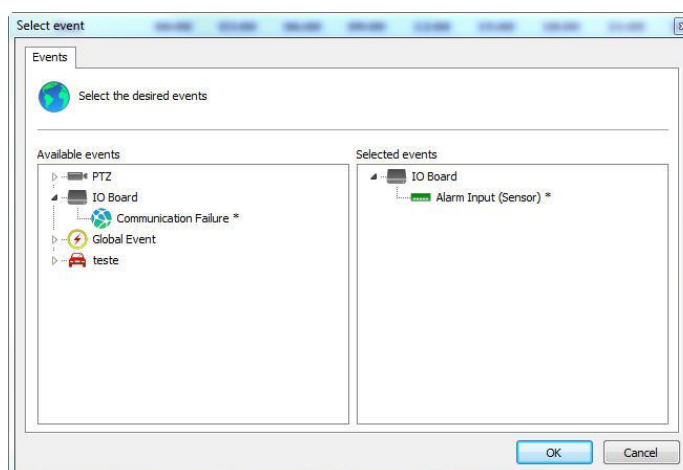 Select event
Events
Select the desired events
Available events
PTZ
IO Board
Communication Failure *
Global Event
teste
Selected events
IO Board
Alarm Input (Sensor) *
OK
Cancel